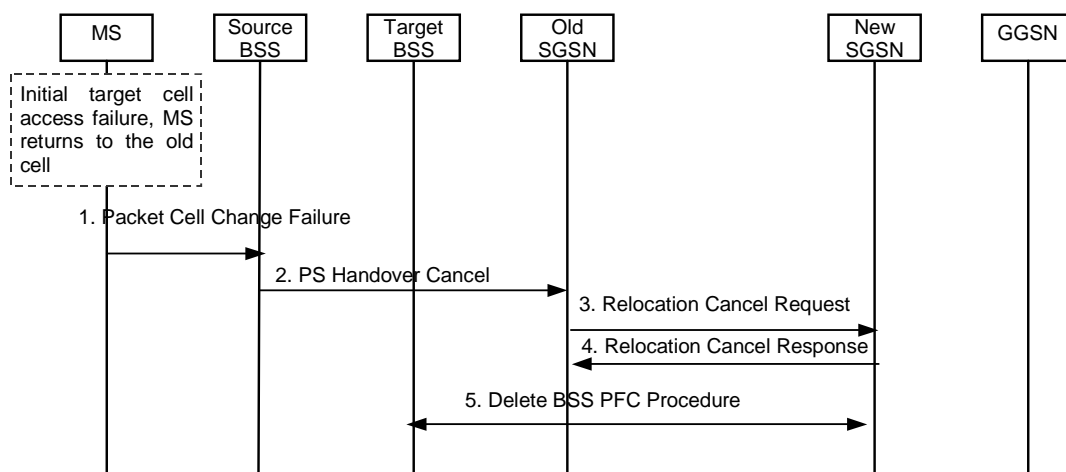 MS
Source
BSS
Target
BSS
Old
SGSN
New
SGSN
GGSN
Initial target cell
access failure, MS
returns to the old
cell
1. Packet Cell Change Failure
2. PS Handover Cancel
3. Relocation Cancel Request
4. Relocation Cancel Response
5. Delete BSS PFC Procedure